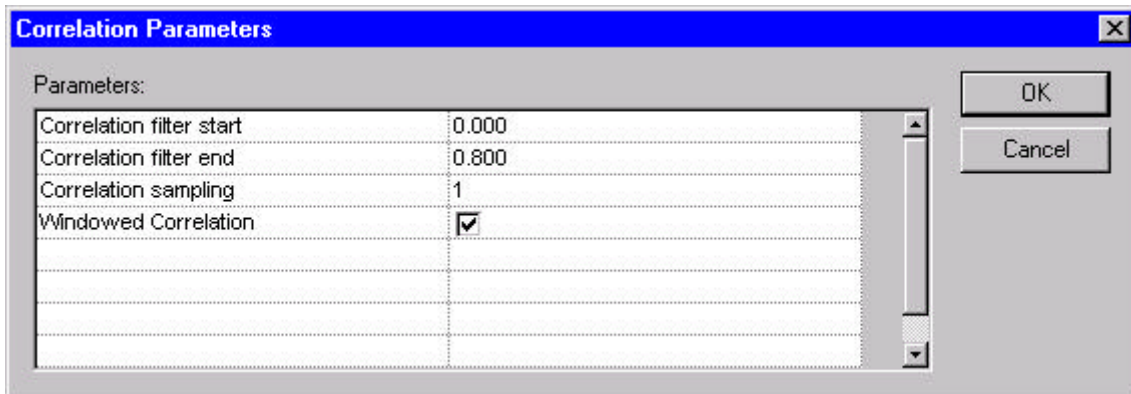 Correlation Parameters
Parameters:
Correlation filter start 0.000
Correlation filter end 0.800
Correlation sampling 1
Windowed Correlation
OK
Cancel